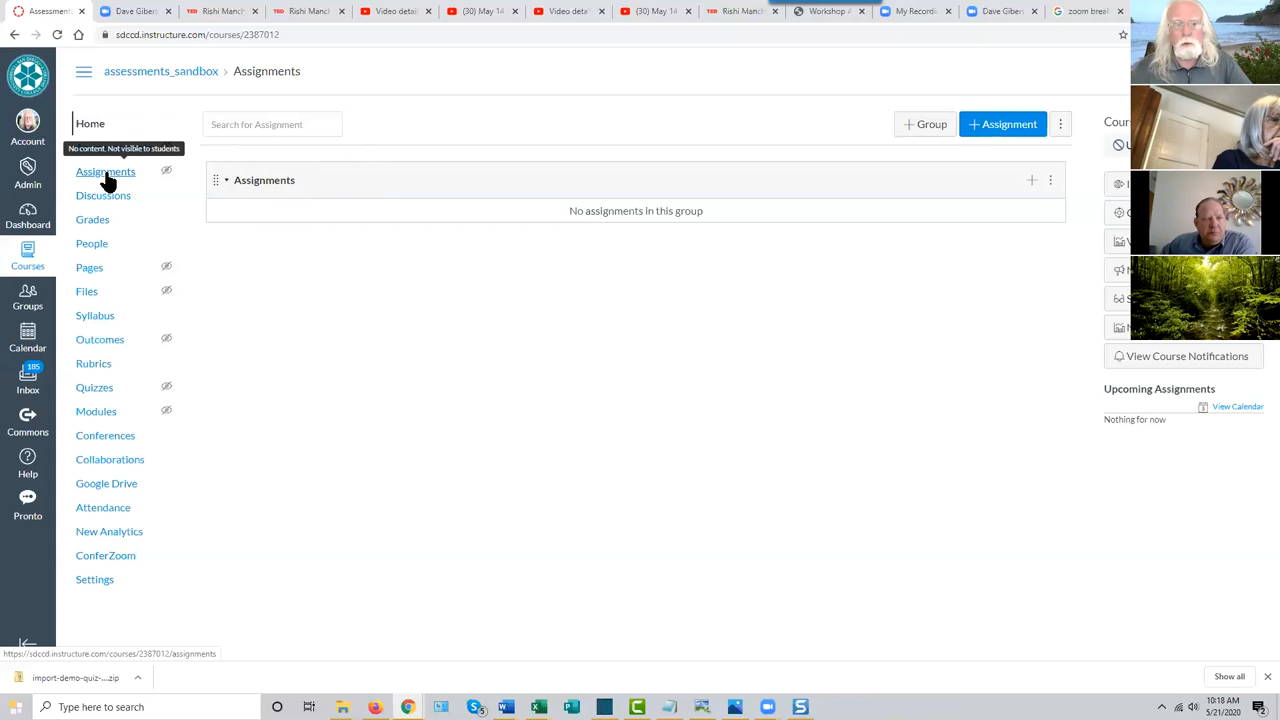 Assignments
Dave Giber
Rishi Manch
Rishi Manch
Video detai
(30) May 14
Video detai
(30) May 14
Rishi Manch
Workshop
My Recordi
Dave Giber
zoom break
sdccd.instructure.com/courses/2387012
assessments_sandbox › Assignments
Home
Search for Assignment
+ Group
+ Assignment
No content. Not visible to students
Assignments
Discussions
Grades
People
Pages
Files
Syllabus
Outcomes
Rubrics
Quizzes
Modules
Conferences
Collaborations
Google Drive
Attendance
New Analytics
ConferZoom
Settings
Account
Admin
Dashboard
Courses
Groups
Calendar
185
Inbox
Commons
Help
Pronto
Assignments
No assignments in this group
Cours
View Course Notifications
Upcoming Assignments
View Calendar
Nothing for now
https://sdccd.instructure.com/courses/2387012/assignments
import-demo-quiz-....zip
Show all
Type here to search
10:18 AM
5/21/2020